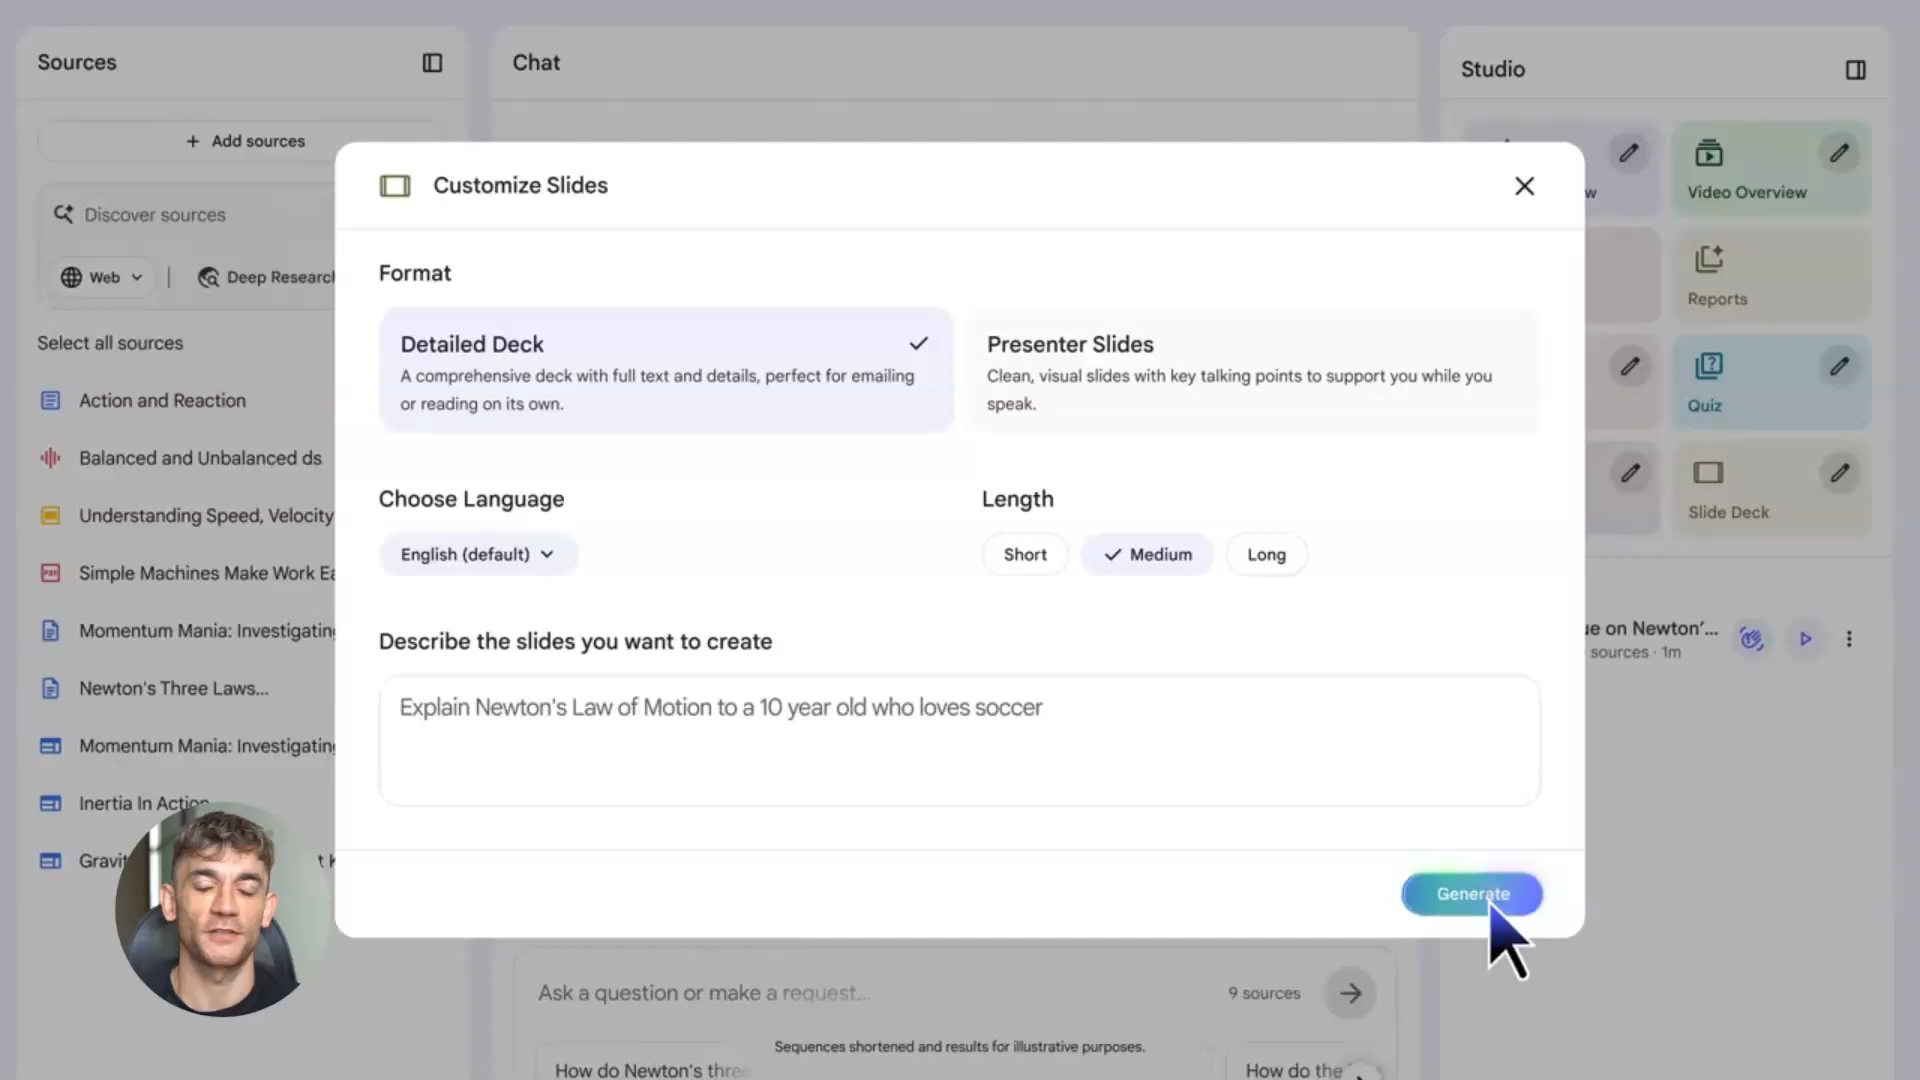 Sources
Chat
Studio
+ Add sources
Discover sources
Web
Deep Research
Select all sources
Action and Reaction
Balanced and Unbalanced ds
Understanding Speed, Velocity
Simple Machines Make Work
Momentum Mania: Investigating
Newton's Three Laws...
Momentum Mania: Investigating
Inertia In Action
Customize Slides
Format
Detailed Deck
A comprehensive deck with full text and details, perfect for emailing
or reading on its own.
Presenter Slides
Clean, visual slides with key talking points to support you while you
speak.
Choose Language
English (default)
Length
Short
Medium
Long
Describe the slides you want to create
Explain Newton's Law of Motion to a 10 year old who loves soccer
Generate
Video Overview
Reports
Quiz
Slide Deck
on Newton'...
sources · 1m
Ask a question or make a request...
9 sources
Sequences shortened and results for illustrative purposes.
How do Newton's three
How do the